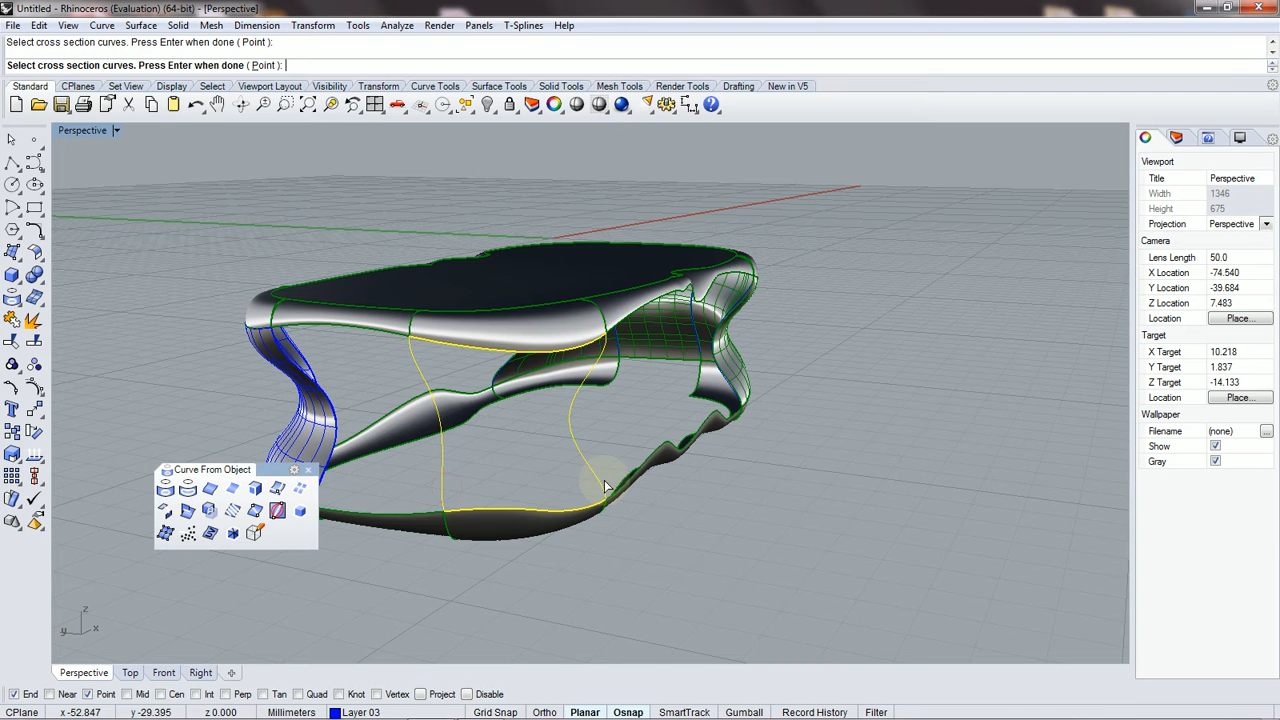 Untitled - Rhinoceros (Evaluation) (64-bit) - [Perspective]
File Edit View Curve Surface Solid Mesh Dimension Transform Tools Analyze Render Panels T-Splines Help
Select cross section curves. Press Enter when done ( Point ):
Select cross section curves. Press Enter when done ( Point ):
Standard CPlanes Set View Display Select Viewport Layout Visibility Transform Curve Tools Surface Tools Solid Tools Mesh Tools Render Tools Drafting New in V5
Perspective
Viewport
Title Perspective
Width 1346
Height 675
Projection Perspective
Camera
Lens Length 50.0
X Location -74.540
Y Location -39.684
Z Location 7.483
Location Place...
Target
X Target 10.218
Y Target 1.837
Z Target -14.133
Location Place...
Wallpaper
Filename (none) ...
Show
Gray
Curve From Object
z
y x
Perspective Top Front Right
End Near Point Mid Cen Int Perp Tan Quad Knot Vertex Project Disable
CPlane x -52.847 y -29.395 z 0.000 Millimeters Layer 03 Grid Snap Ortho Planar Osnap SmartTrack Gumball Record History Filter